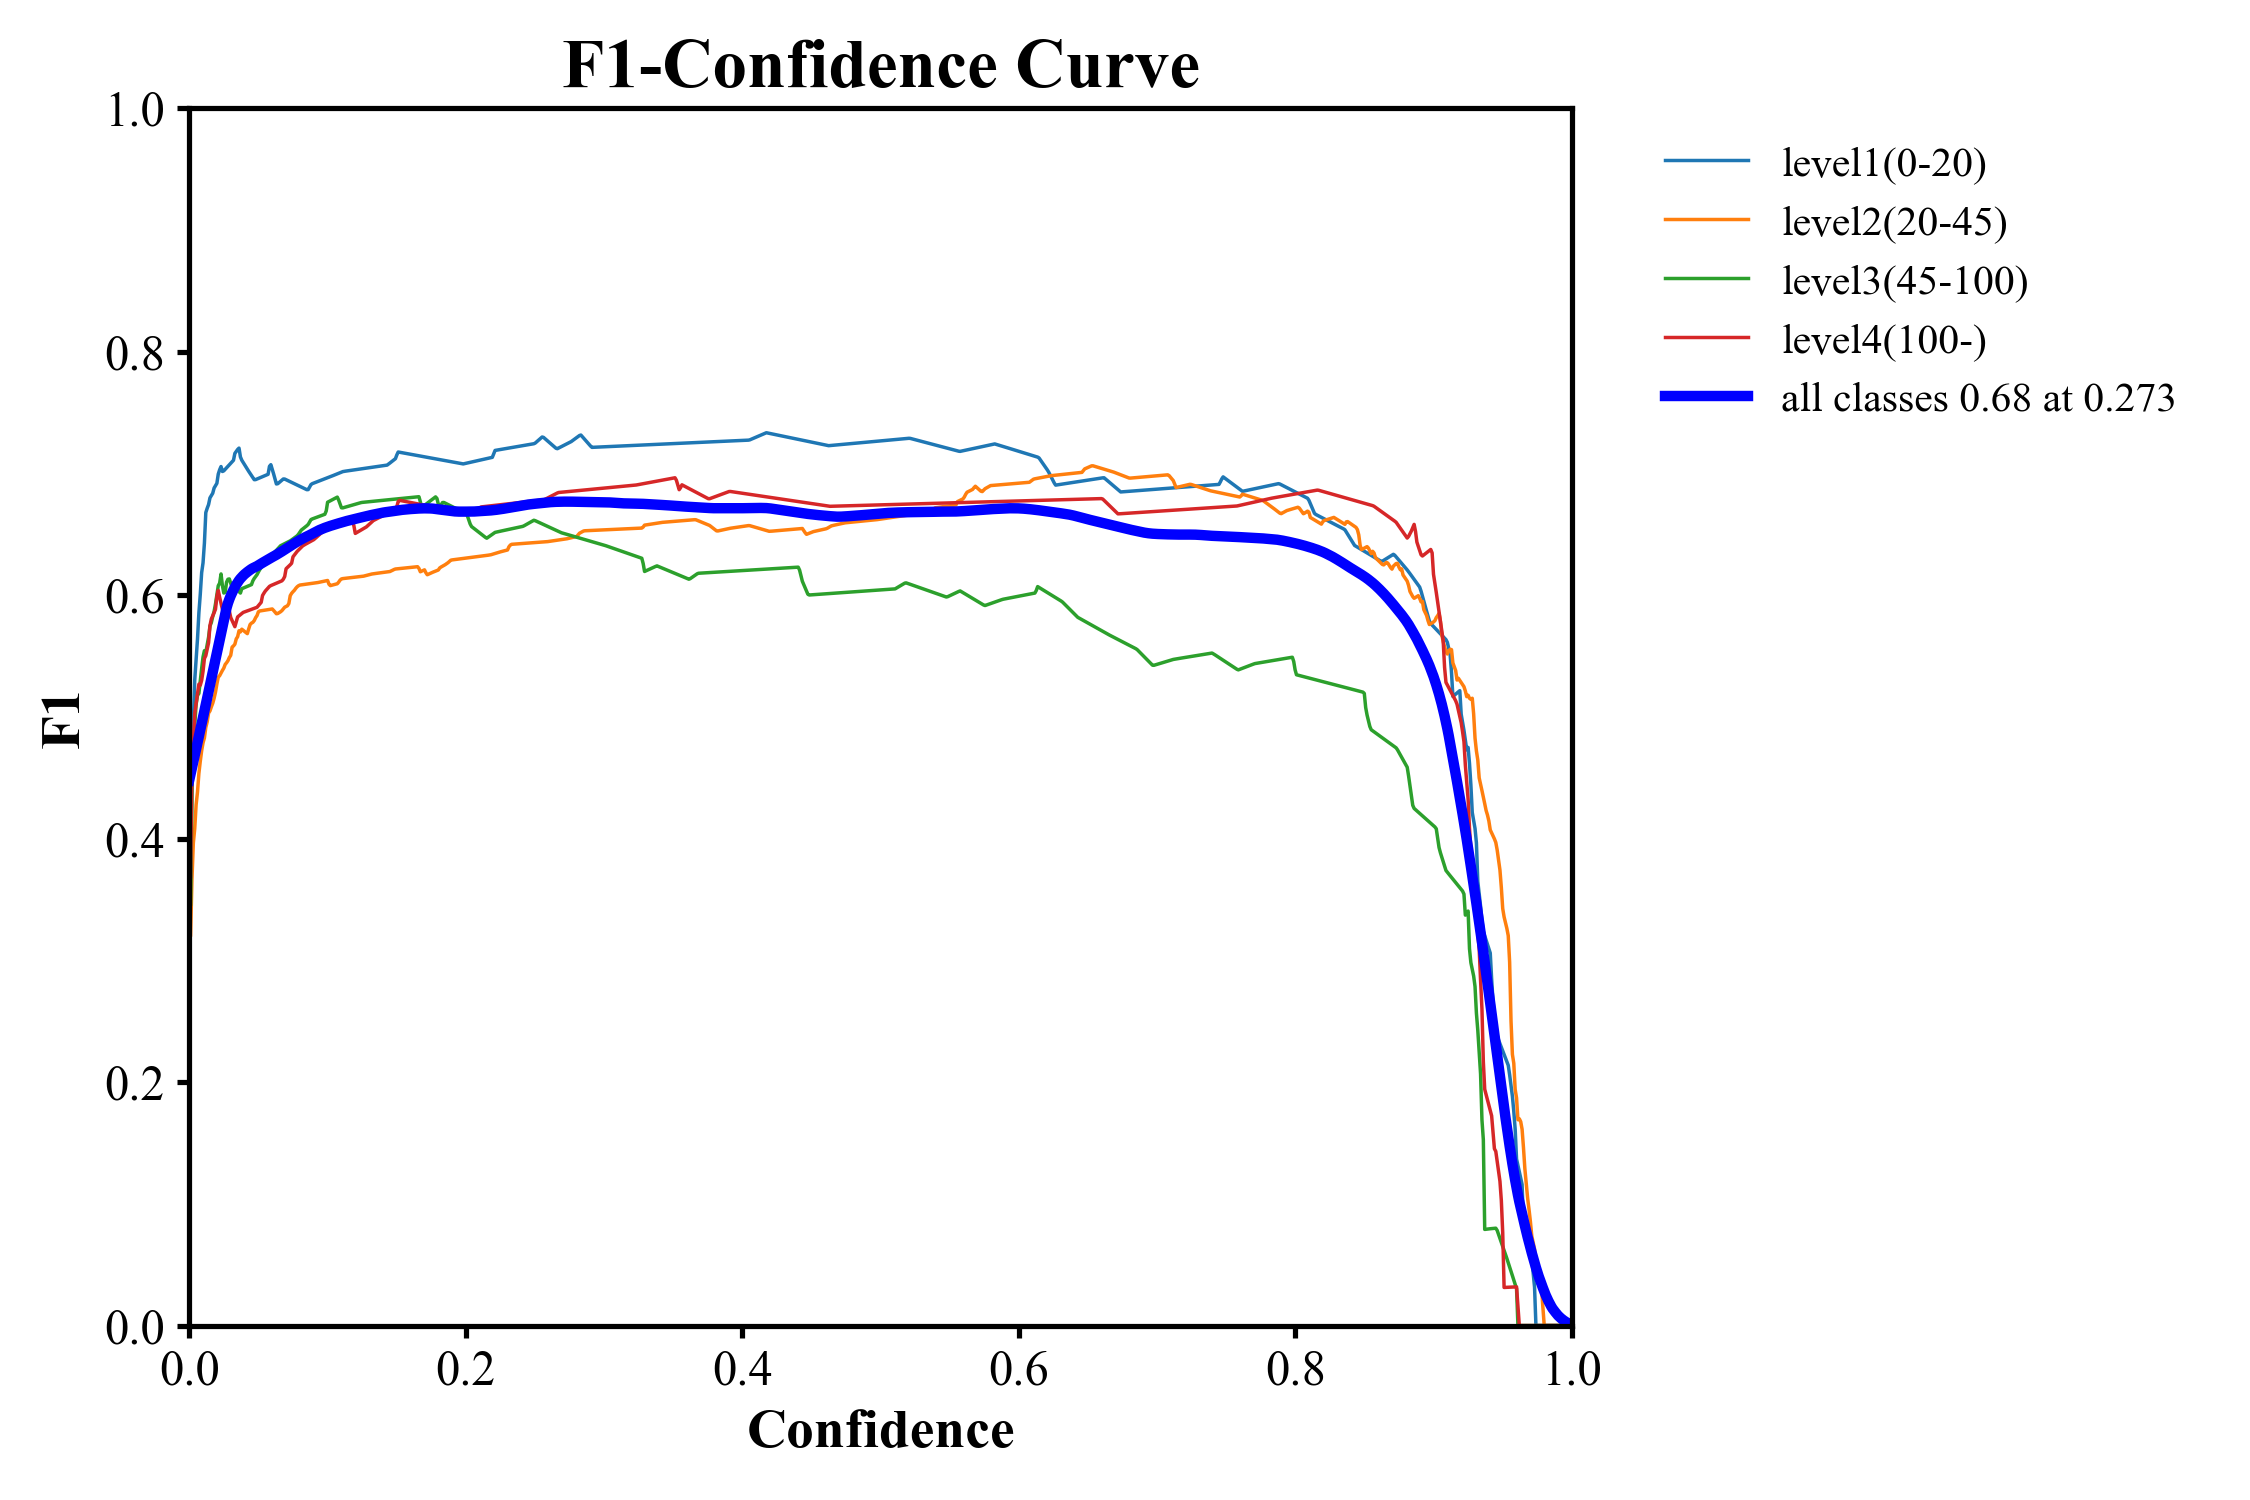 F1-Confidence Curve
1.0
0.8
0.6
0.4
0.2
0.0
F1
0.0 0.2 0.4 0.6 0.8 1.0
Confidence
level1(0-20)
level2(20-45)
level3(45-100)
level4(100-)
all classes 0.68 at 0.273